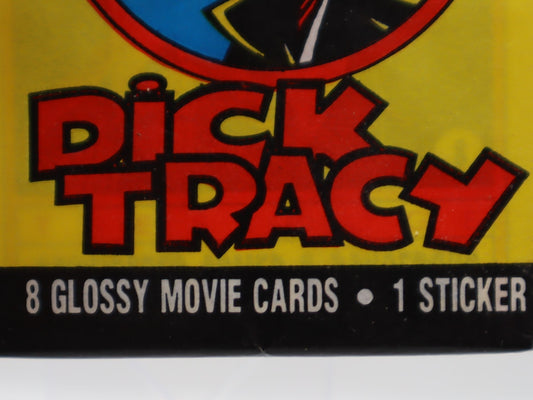 DiCK
TRACY
8 GLOSSY MOVIE CARDS • 1 STICKER